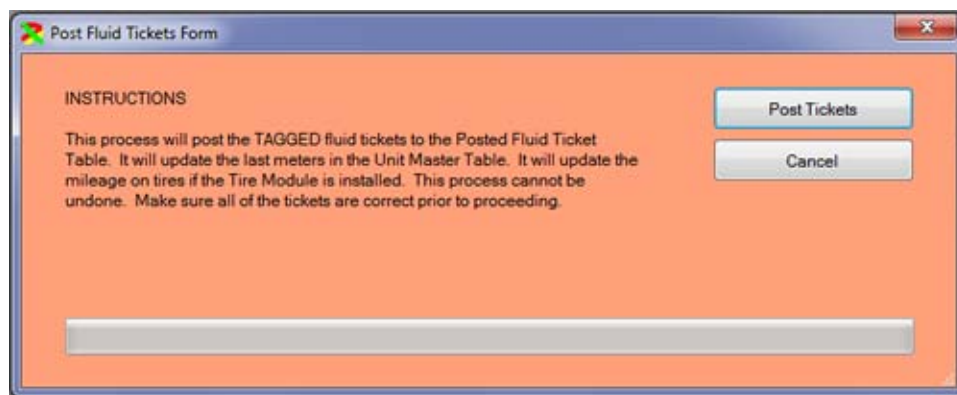 Post Fluid Tickets Form
INSTRUCTIONS
Post Tickets
This process will post the TAGGED fluid tickets to the Posted Fluid Ticket
Table. It will update the last meters in the Unit Master Table. It will update the
mileage on tires if the Tire Module is installed. This process cannot be
undone. Make sure all of the tickets are correct prior to proceeding.
Cancel